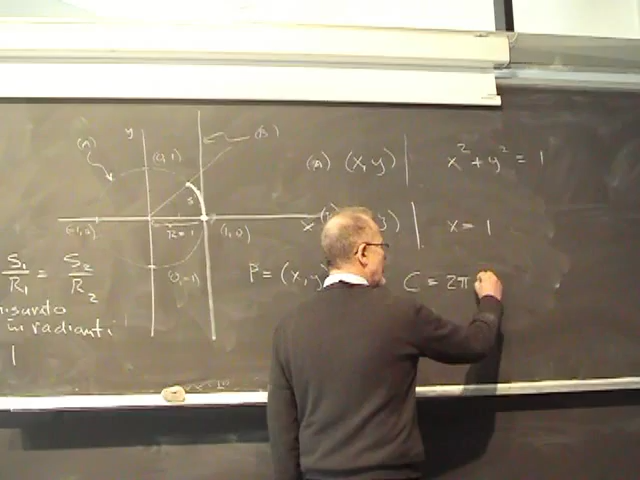 y
(A)
(B)
(0,1)
(A) (x,y) | x² + y² = 1
S
(-1,0)
R = 1
(1,0)
x
y) | x = 1
(0,-1)
S₁/R₁ = S₂/R₂
P = (x,y
C = 2π
in radianti
1